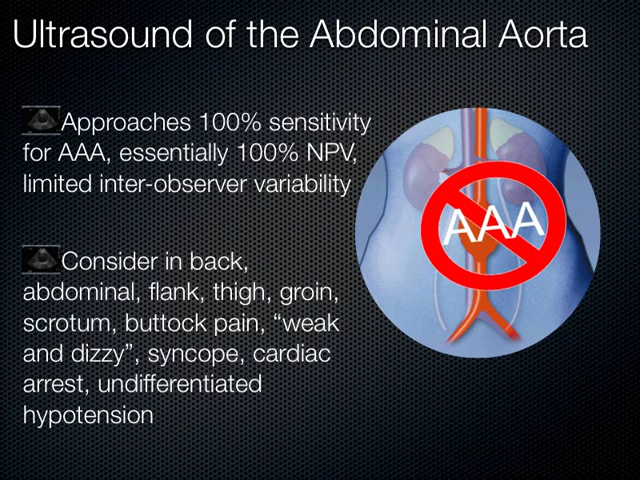 Ultrasound of the Abdominal Aorta
Approaches 100% sensitivity
for AAA, essentially 100% NPV,
limited inter-observer variability
AAA
Consider in back,
abdominal, flank, thigh, groin,
scrotum, buttock pain, “weak
and dizzy”, syncope, cardiac
arrest, undifferentiated
hypotension